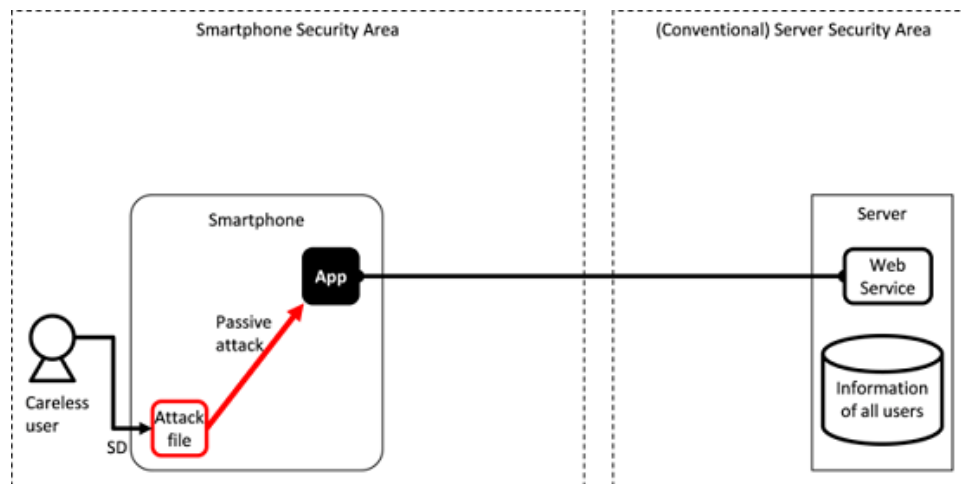 Smartphone Security Area
(Conventional) Server Security Area
Smartphone
Server
App
Web
Service
Passive
attack
Information
of all users
Careless
user
Attack
file
SD